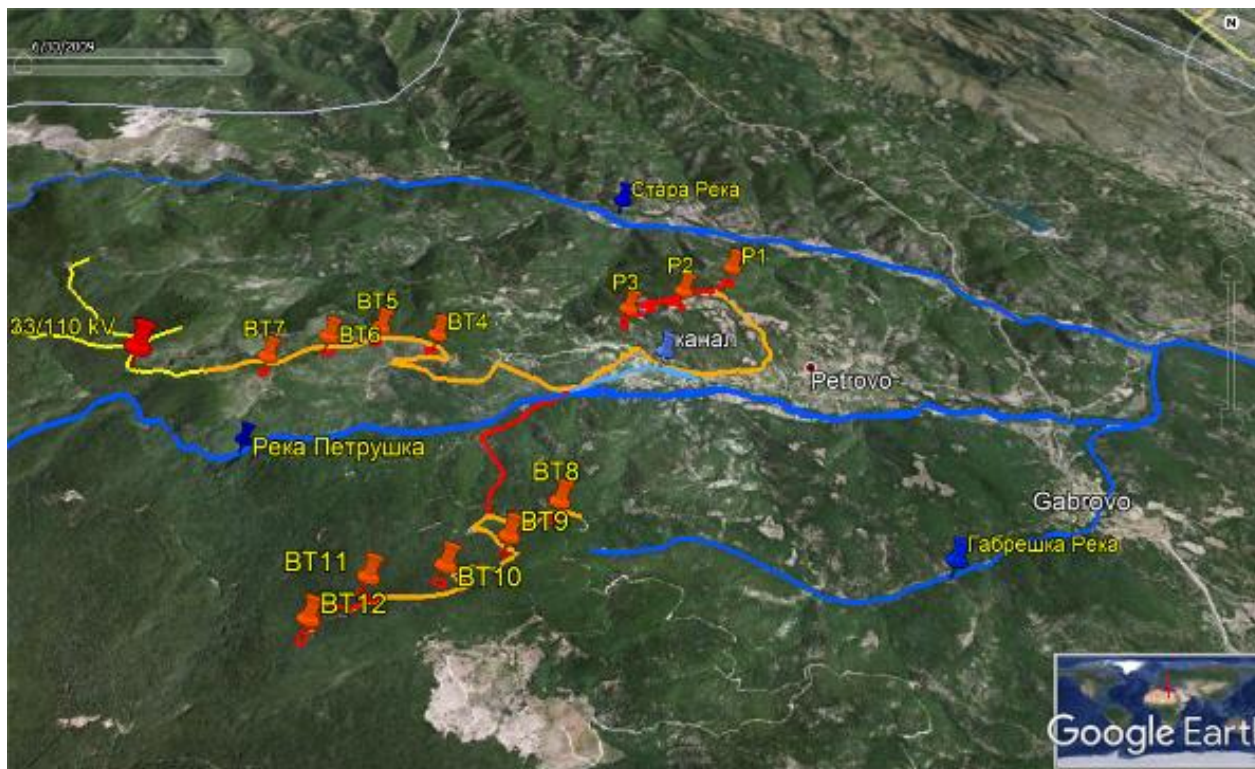 N
Стара Река
P1
P2
P3
BT5
BT4
33/110 kV
BT7
BT6
канал
Petrovo
Река Петрушка
BT8
Gabrovo
BT9
Габрешка Река
BT11
BT10
BT12
Google Earth